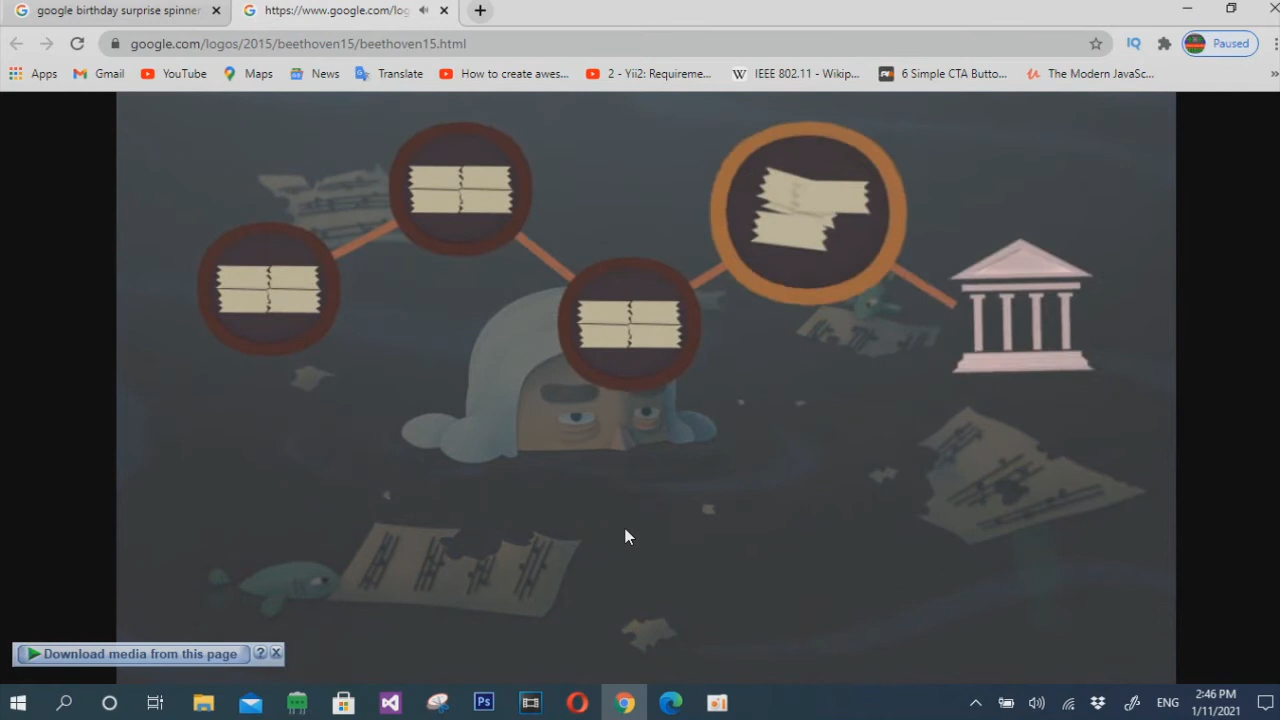 google birthday surprise spinner
https://www.google.com/log
google.com/logos/2015/beethoven15/beethoven15.html
IQ
Paused
Apps
Gmail
YouTube
Maps
News
Translate
How to create awes...
2 - Yii2: Requireme...
IEEE 802.11 - Wikip...
6 Simple CTA Butto...
The Modern JavaSc...
Download media from this page
?
Ps
ENG
2:46 PM
1/11/2021